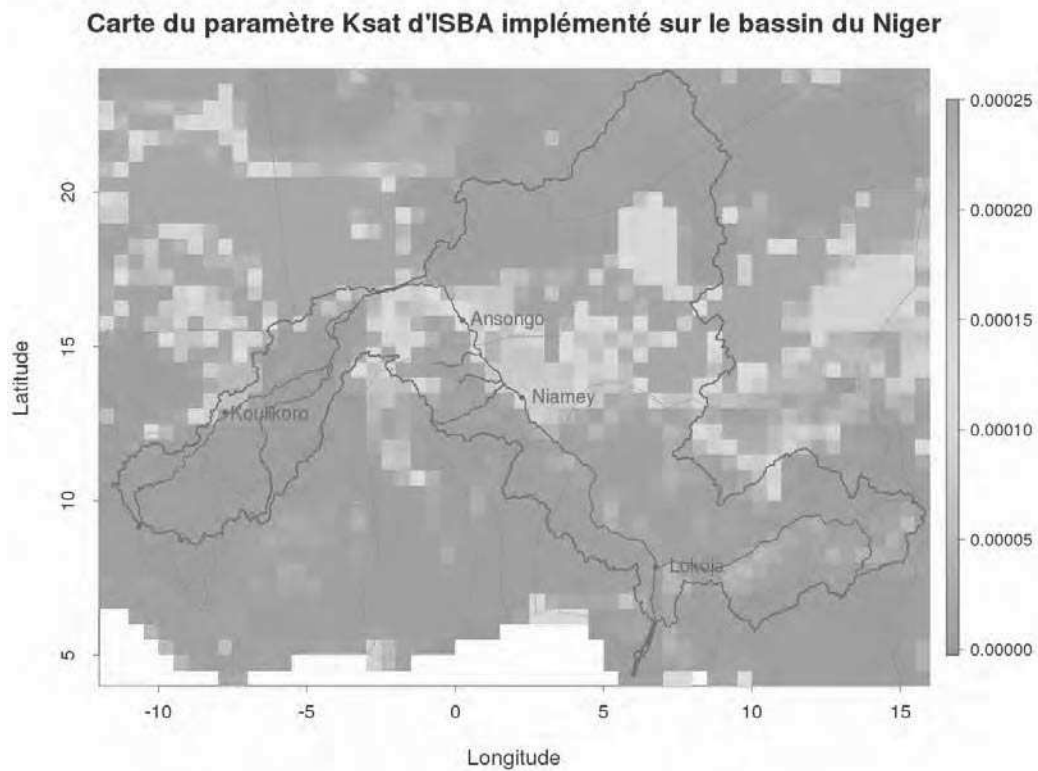 Carte du paramètre Ksat d'ISBA implémenté sur le bassin du Niger
0.00025
0.00020
0.00015
0.00010
0.00005
0.00000
20
15
10
5
Latitude
Ansongo
Niamey
Koulikoro
Lokoja
-10
-5
0
5
10
15
Longitude